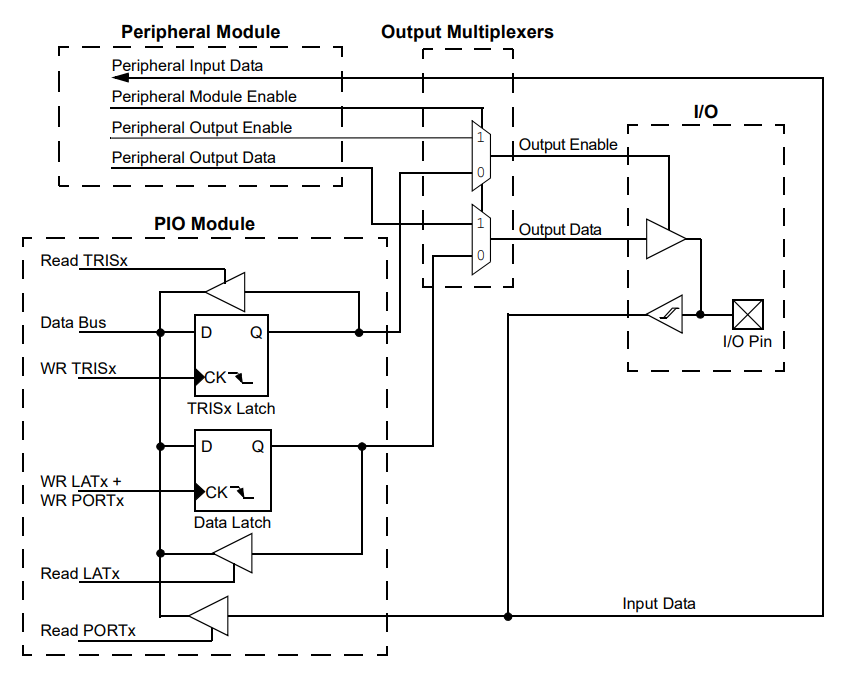 Peripheral Module
Output Multiplexers
Peripheral Input Data
Peripheral Module Enable
I/O
Peripheral Output Enable
1
Output Enable
Peripheral Output Data
0
PIO Module
1
Output Data
0
Read TRISx
Data Bus
D
Q
I/O Pin
WR TRISx
CK
TRISx Latch
D
Q
WR LATx +
WR PORTx
CK
Data Latch
Read LATx
Input Data
Read PORTx